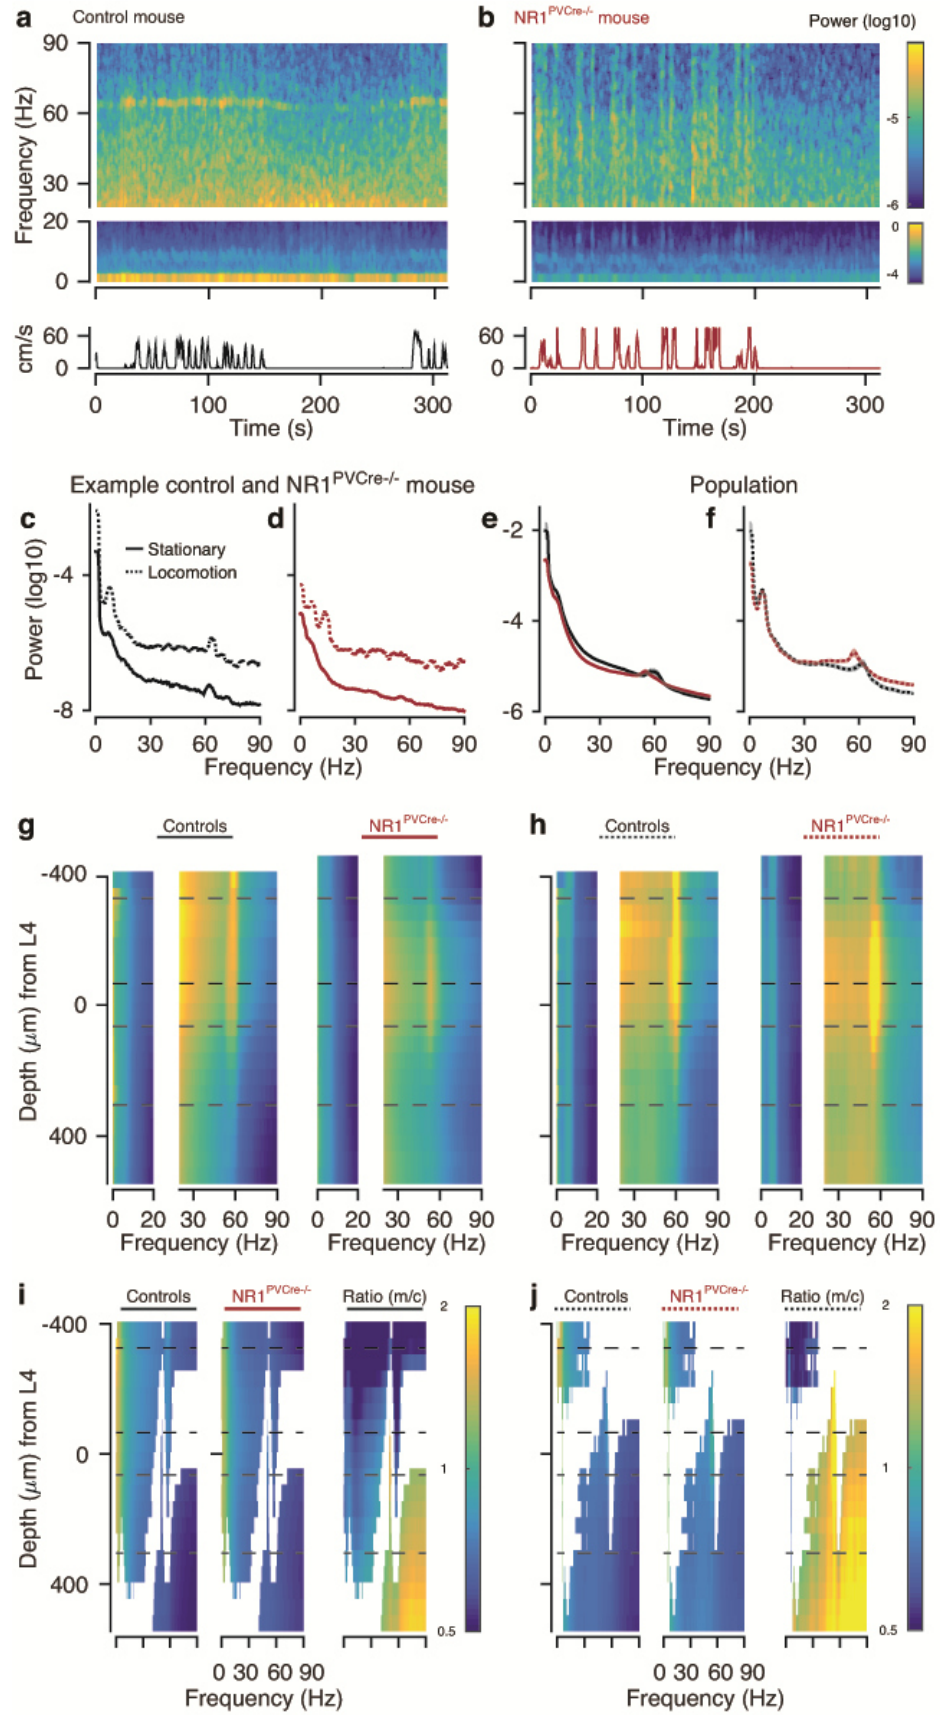 a Control mouse
b NR1PVCre-/- mouse
Power (log10)
90
60
30
Frequency (Hz)
20
0
-5
-6
0
-4
cm/s
60
0
60
0
0 100 200 300
Time (s)
0 100 200 300
Time (s)
Example control and NR1PVCre-/- mouse
Population
c
d
e
f
Stationary
Locomotion
Power (log10)
-4
-8
-2
-4
-6
0 30 60 90
0 30 60 90
0 30 60 90
0 30 60 90
Frequency (Hz)
Frequency (Hz)
g
Controls
NR1PVCre-/-
h
Controls
NR1PVCre-/-
-400
0
400
Depth (μm) from L4
0 20 30 60 90
0 20 30 60 90
0 20 30 60 90
0 20 30 60 90
Frequency (Hz)
Frequency (Hz)
Frequency (Hz)
Frequency (Hz)
i
Controls
NR1PVCre-/-
Ratio (m/c)
2
1
0.5
j
Controls
NR1PVCre-/-
Ratio (m/c)
2
1
0.5
-400
0
400
Depth (μm) from L4
0 30 60 90
Frequency (Hz)
0 30 60 90
Frequency (Hz)